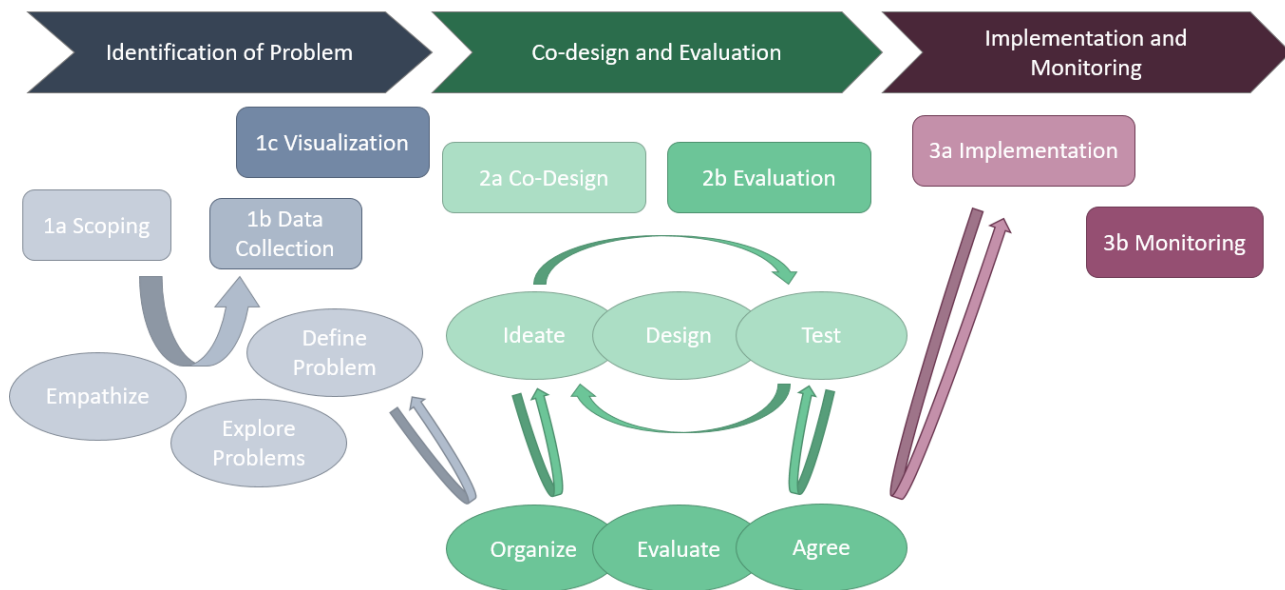 Identification of Problem
Co-design and Evaluation
Implementation and
Monitoring
1c Visualization
1a Scoping
1b Data
Collection
2a Co-Design
2b Evaluation
3a Implementation
3b Monitoring
Empathize
Define
Problem
Explore
Problems
Ideate
Design
Test
Organize
Evaluate
Agree